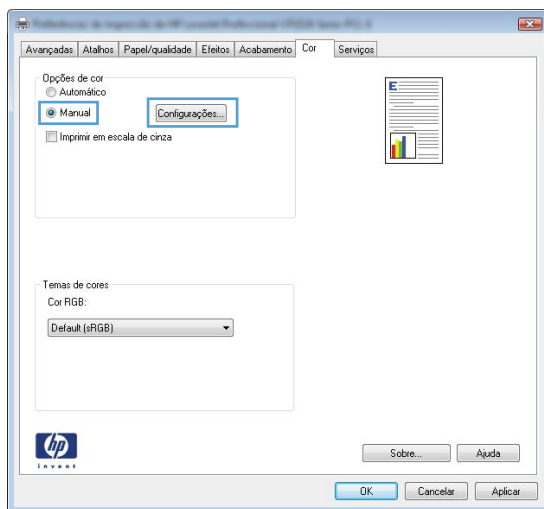 Avançadas Atalhos Papel/qualidade Efeitos Acabamento Cor Serviços
Opções de cor
Automático
Manual Configurações...
Imprimir em escala de cinza
E
Temas de cores
Cor RGB:
Default (sRGB)
hp
invent
Sobre... Ajuda
OK Cancelar Aplicar